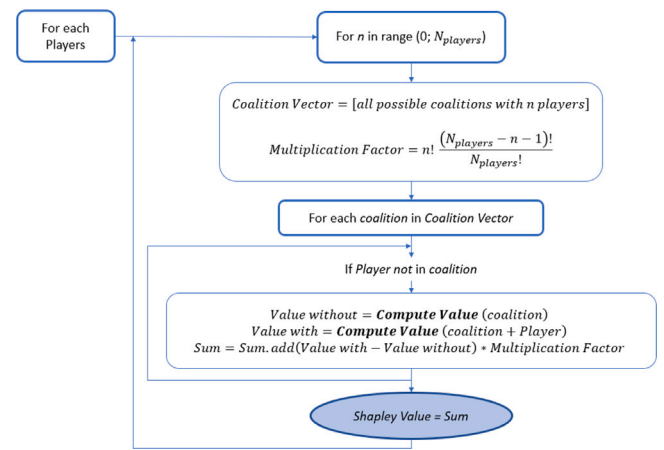 For each
Players
For n in range (0; N_players)
Coalition Vector = [all possible coalitions with n players]
Multiplication Factor = n! (N_players − n − 1)! / N_players!
For each coalition in Coalition Vector
If Player not in coalition
Value without = Compute Value (coalition)
Value with = Compute Value (coalition + Player)
Sum = Sum.add(Value with − Value without) ∗ Multiplication Factor
Shapley Value = Sum